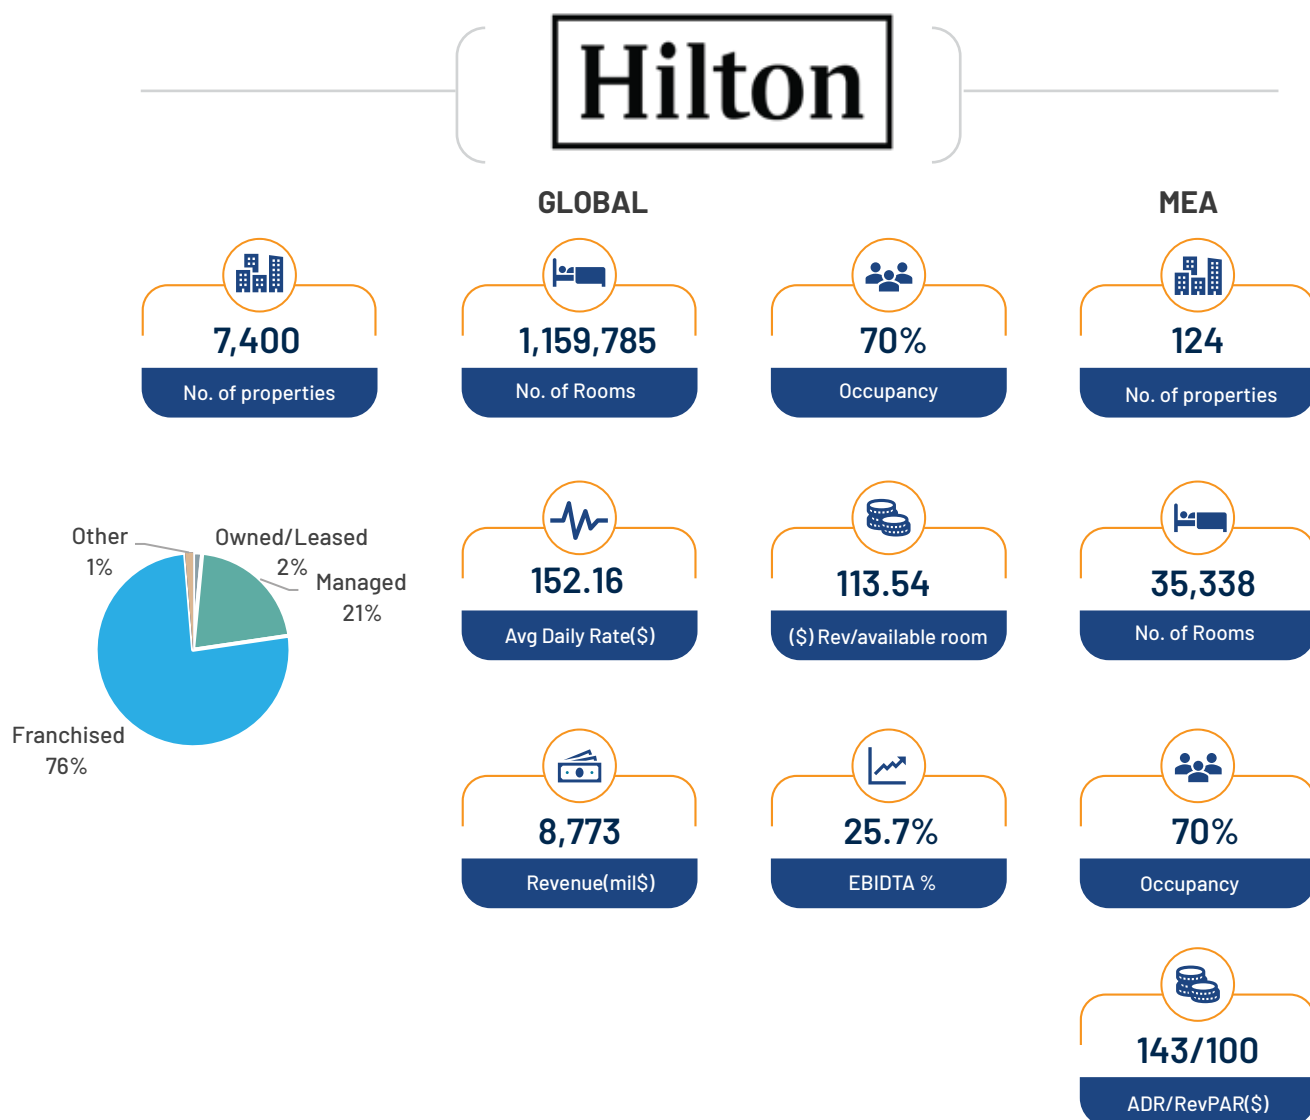 Hilton
GLOBAL
MEA
7,400
No. of properties
1,159,785
No. of Rooms
70%
Occupancy
124
No. of properties
Other
1%
Owned/Leased
2%
Managed
21%
Franchised
76%
152.16
Avg Daily Rate($)
113.54
($) Rev/available room
35,338
No. of Rooms
8,773
Revenue(mil$)
25.7%
EBIDTA %
70%
Occupancy
143/100
ADR/RevPAR($)